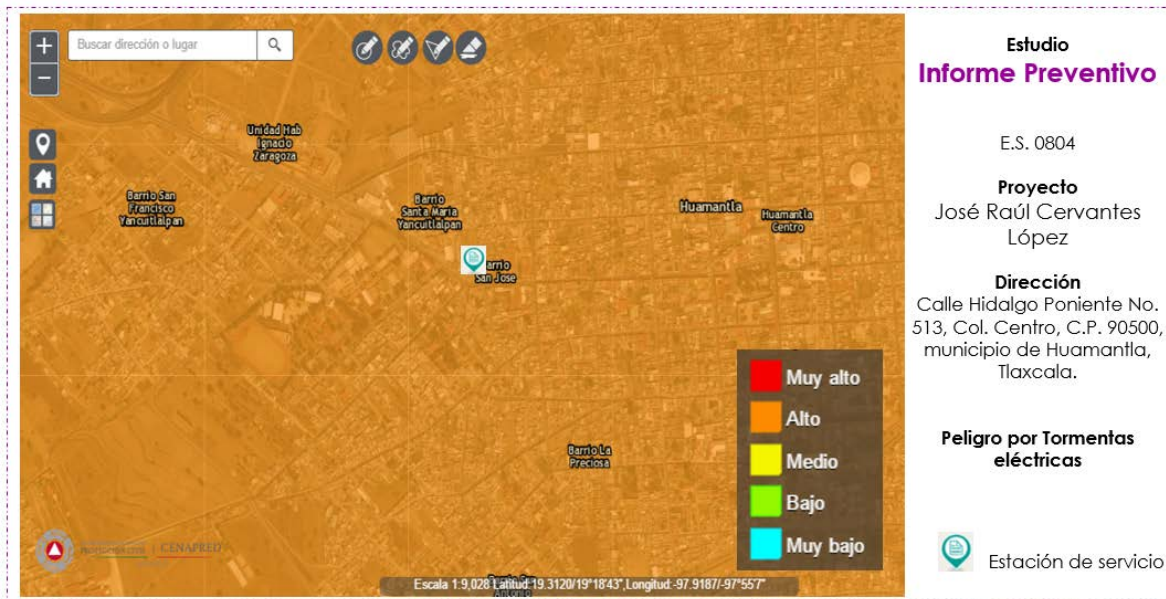 Buscar dirección o lugar
Unidad Hab
Ignacio
Zaragoza
Barrio San
Francisco
Yancuitlalpan
Barrio
Santa María
Yancuitlalpan
Huamantla
Huamantla
Centro
arrio
San Jose
Barrio La
Preciosa
Muy alto
Alto
Medio
Bajo
Muy bajo
CENAPRED
Escala 1:9,028 Latitud:19.3120/19°18'43",Longitud:-97.9187/-97°55'7"
Estudio
Informe Preventivo
E.S. 0804
Proyecto
José Raúl Cervantes
López
Dirección
Calle Hidalgo Poniente No.
513, Col. Centro, C.P. 90500,
municipio de Huamantla,
Tlaxcala.
Peligro por Tormentas
eléctricas
Estación de servicio